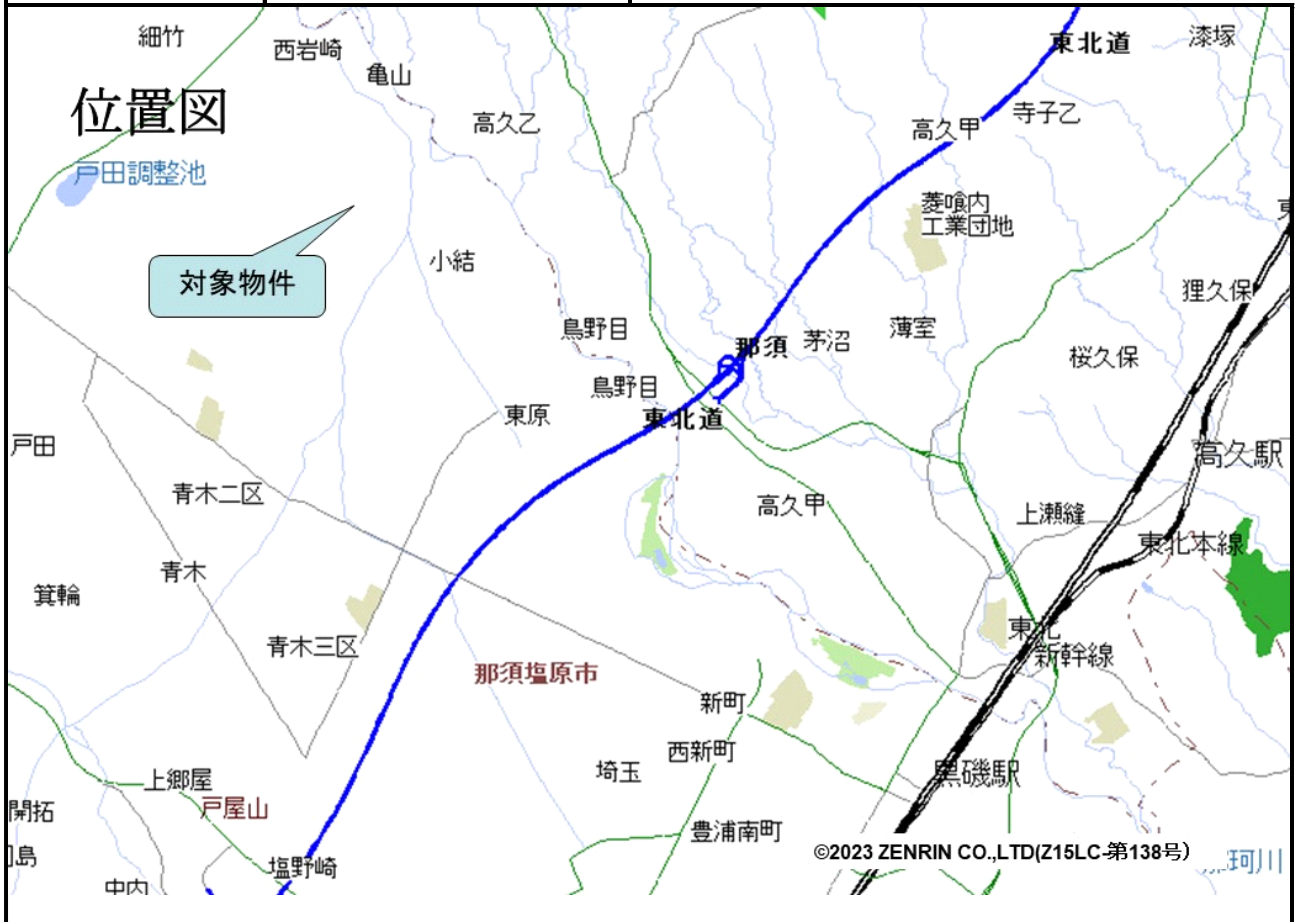 細竹
西岩崎
亀山
東北道
漆塚
位置図
高久乙
高久甲
寺子乙
戸田調整池
菱喰内
工業団地
小結
対象物件
狸久保
鳥野目
那須
茅沼
薄室
桜久保
鳥野目
東原
東北道
戸田
高久駅
青木二区
高久甲
上瀬縫
東北本線
青木
箕輪
東北
新幹線
青木三区
那須塩原市
新町
西新町
埼玉
黒磯駅
上郷屋
戸屋山
開拓
豊浦南町
©2023 ZENRIN CO.,LTD(Z15LC-第138号)
島
塩野崎
珂川
中内